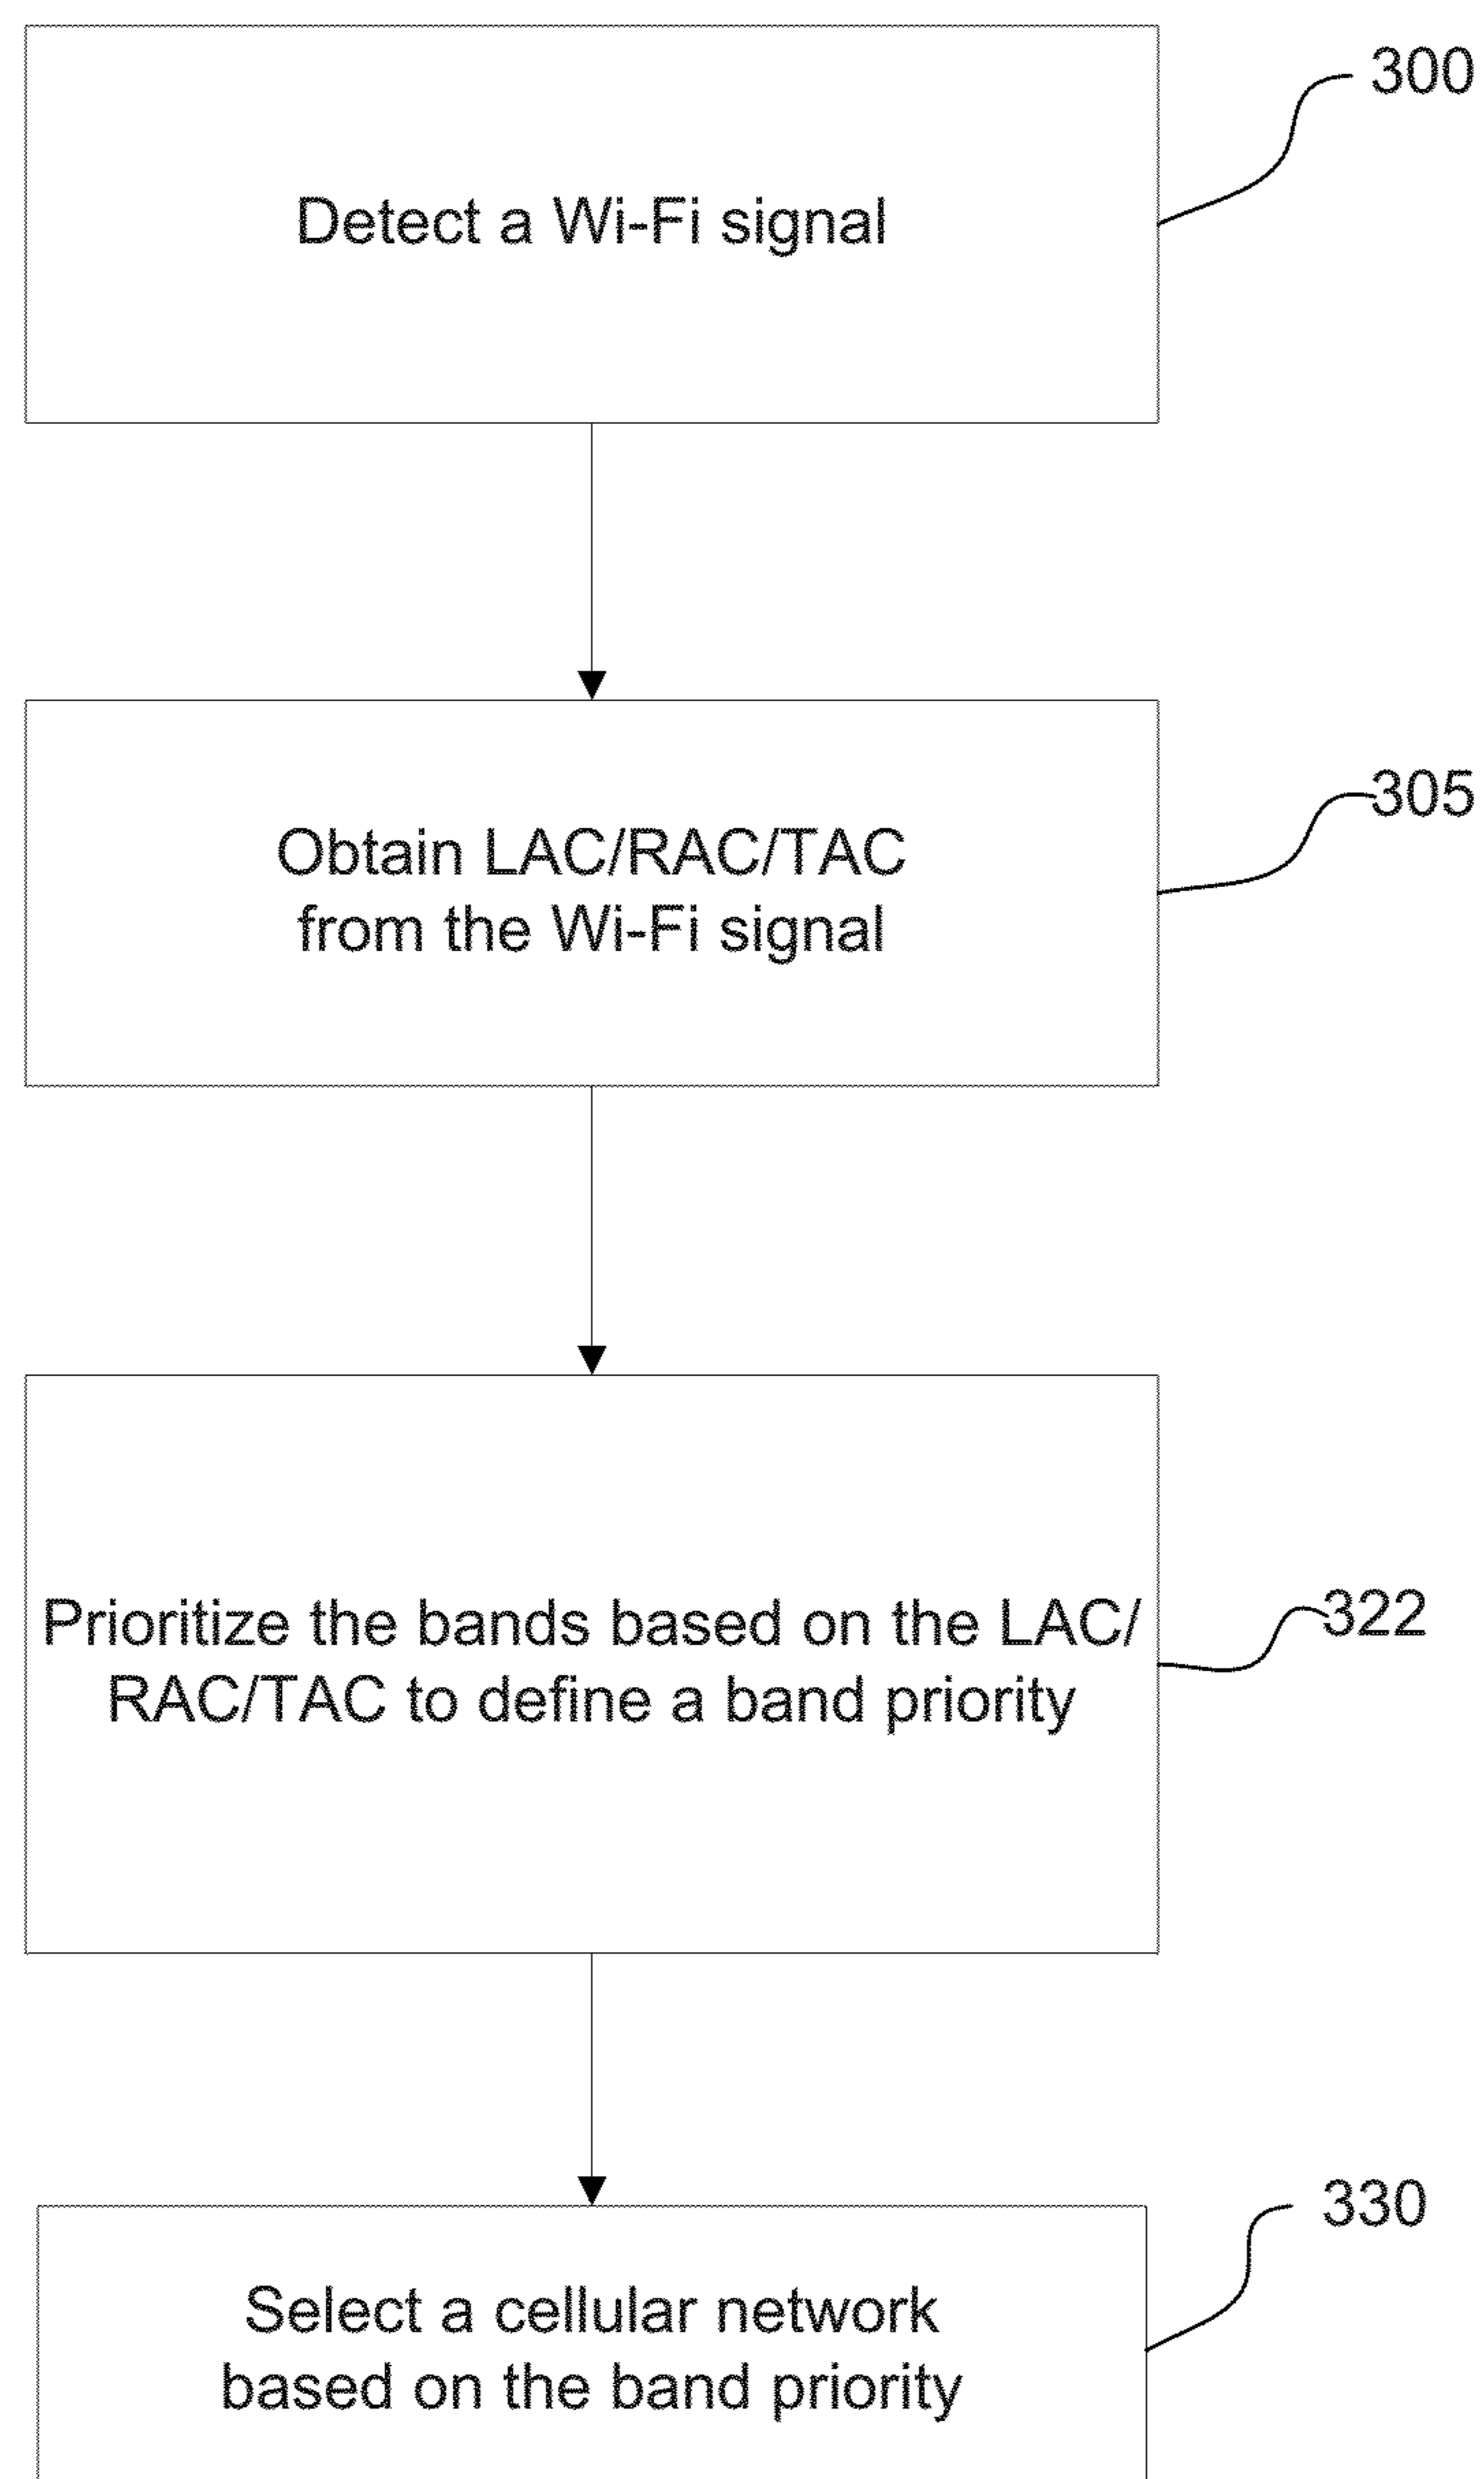 300
Detect a Wi-Fi signal
305
Obtain LAC/RAC/TAC
from the Wi-Fi signal
322
Prioritize the bands based on the LAC/
RAC/TAC to define a band priority
330
Select a cellular network
based on the band priority